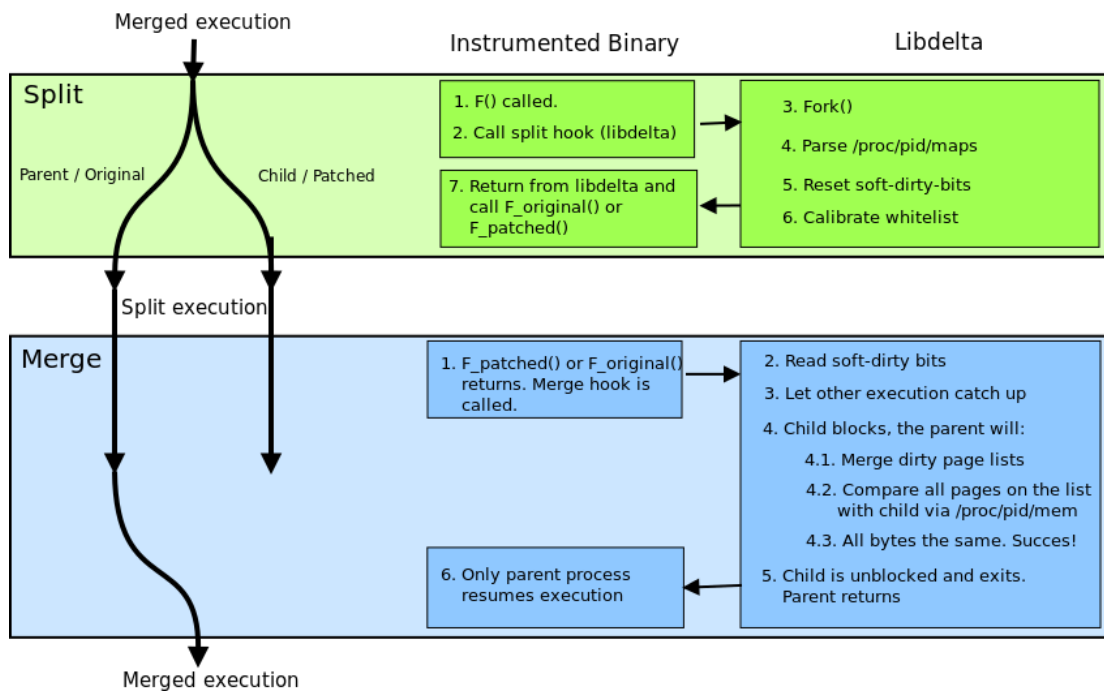 Merged execution
Instrumented Binary
Libdelta
Split
Parent / Original
Child / Patched
1. F() called.
2. Call split hook (libdelta)
3. Fork()
4. Parse /proc/pid/maps
5. Reset soft-dirty-bits
6. Calibrate whitelist
7. Return from libdelta and
call F_original() or
F_patched()
Split execution
Merge
1. F_patched() or F_original()
returns. Merge hook is
called.
2. Read soft-dirty bits
3. Let other execution catch up
4. Child blocks, the parent will:
4.1. Merge dirty page lists
4.2. Compare all pages on the list
with child via /proc/pid/mem
4.3. All bytes the same. Succes!
5. Child is unblocked and exits.
Parent returns
6. Only parent process
resumes execution
Merged execution